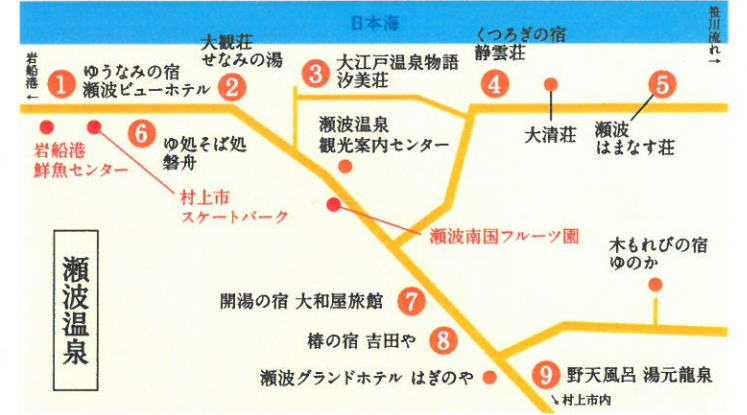 日本海
笹川流れ→
岩船港←
1
ゆうなみの宿
瀬波ビューホテル
大観荘
せなみの湯
2
3
大江戸温泉物語
汐美荘
くつろぎの宿
静雲荘
4
大清荘
5
瀬波
はまなす荘
岩船港
鮮魚センター
6
ゆ処そば処
磐舟
村上市
スケートパーク
瀬波温泉
観光案内センター
瀬波南国フルーツ園
木もれびの宿
ゆのか
瀬波温泉
開湯の宿 大和屋旅館
7
椿の宿 吉田や
8
瀬波グランドホテル はぎのや
9
野天風呂 湯元龍泉
↘村上市内